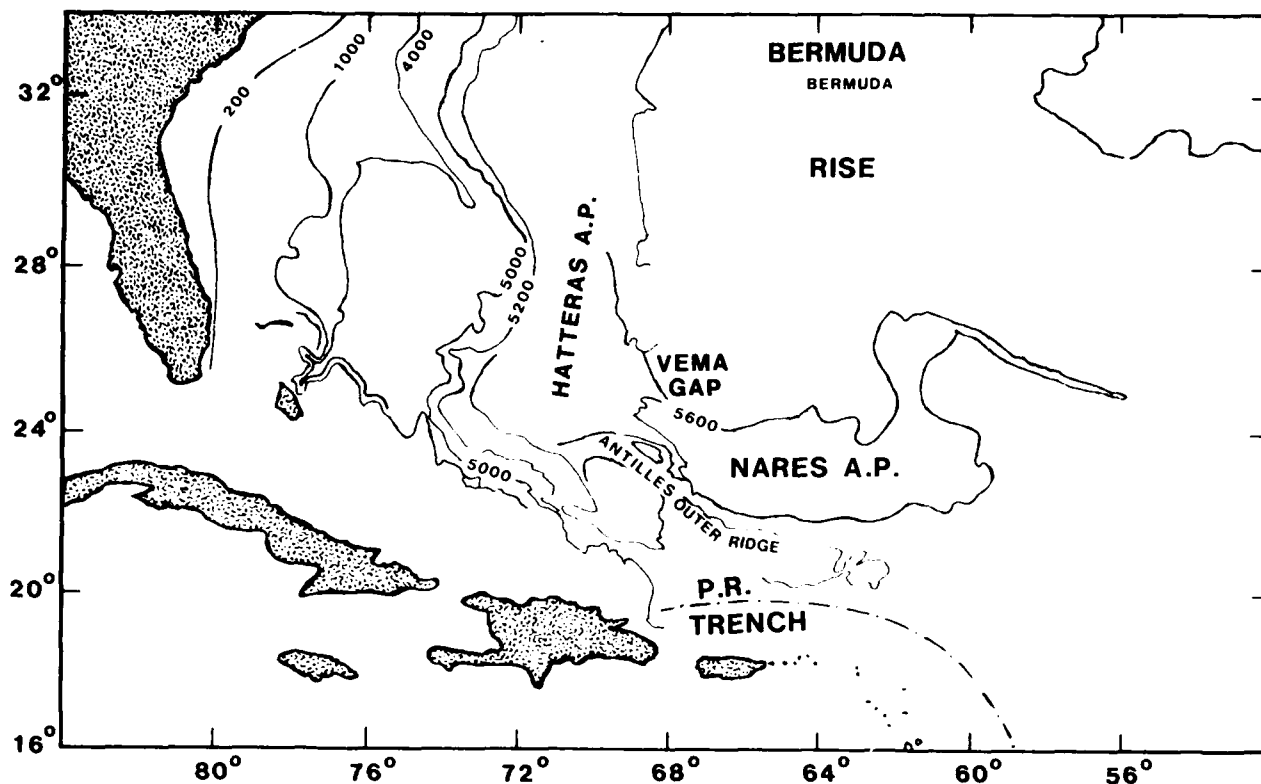 BERMUDA
BERMUDA
RISE
32°
28°
24°
20°
16°
200
1000
4000
5000
5200
HATTERAS A.P.
VEMA
GAP
5600
NARES A.P.
5000
ANTILLES OUTER RIDGE
P.R.
TRENCH
80°
76°
72°
68°
64°
60°
56°